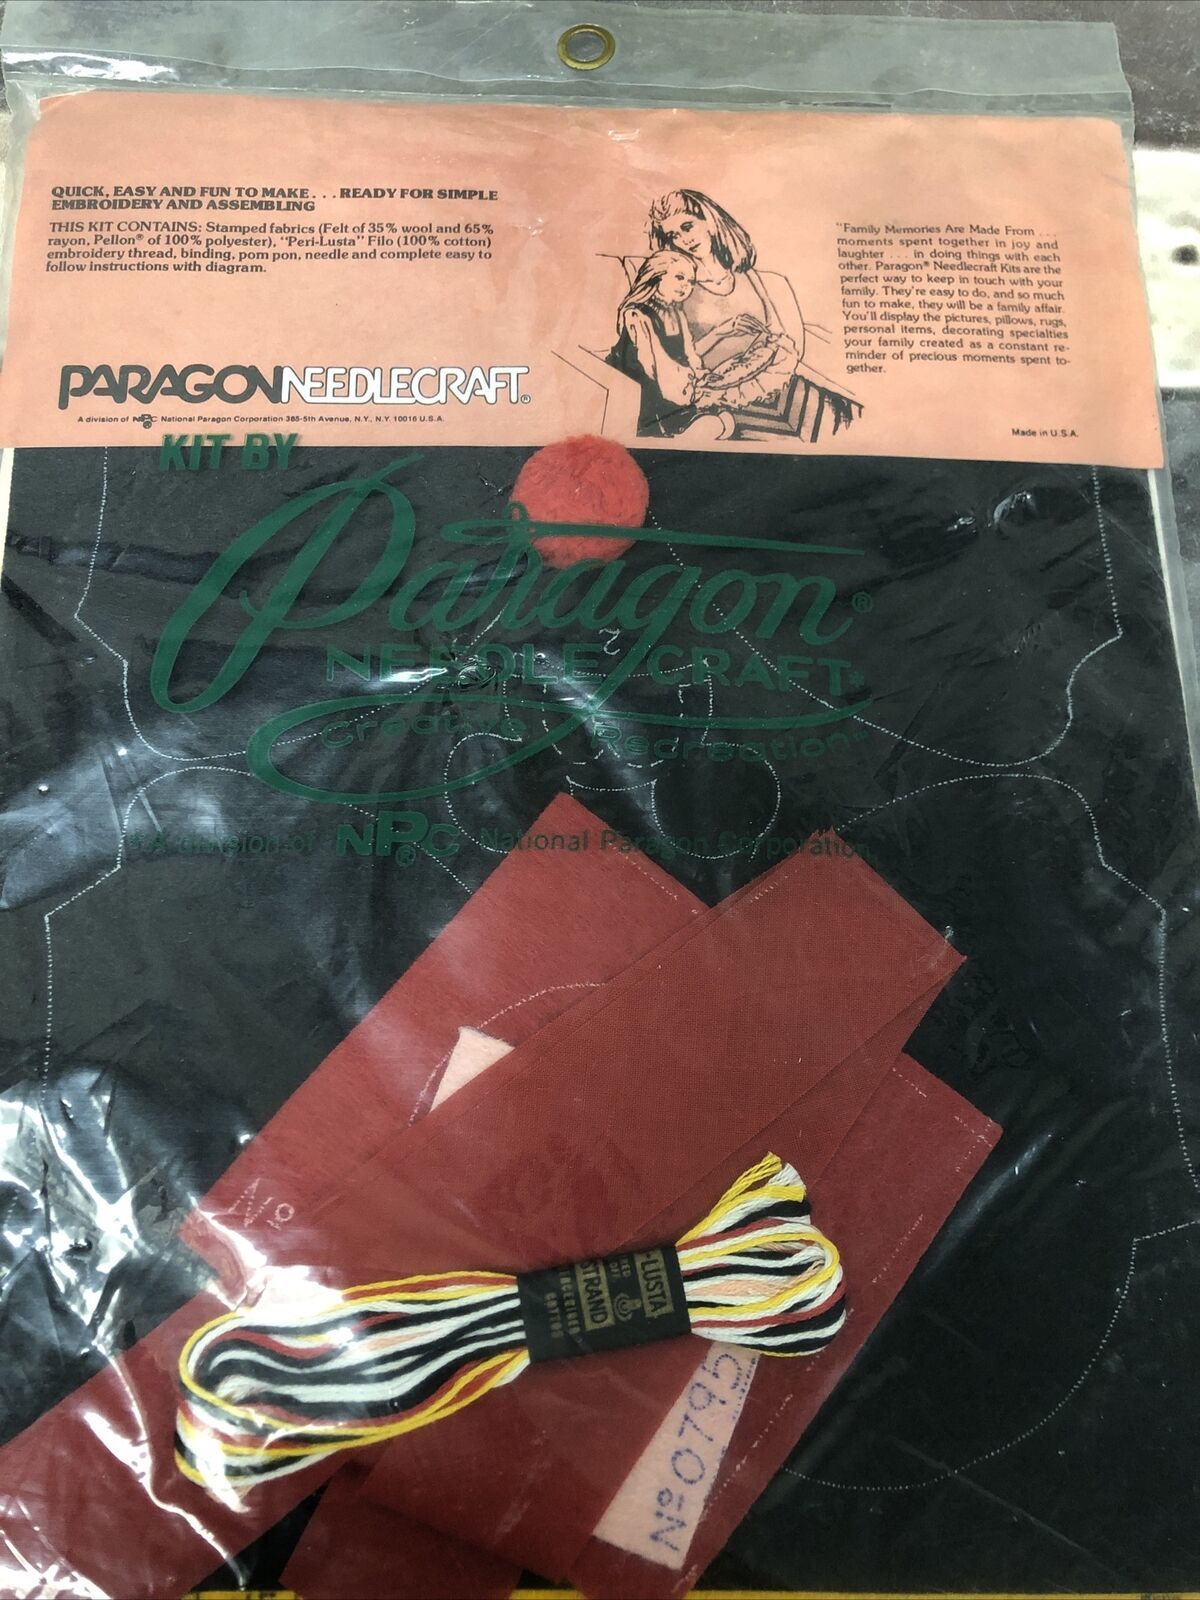 QUICK, EASY AND FUN TO MAKE . . . READY FOR SIMPLE
EMBROIDERY AND ASSEMBLING
THIS KIT CONTAINS: Stamped fabrics (Felt of 35% wool and 65%
rayon, Pellon® of 100% polyester), "Peri-Lusta" Filo (100% cotton)
embroidery thread, binding, pom pon, needle and complete easy to
follow instructions with diagram.
PARAGON NEEDLECRAFT®
A division of NPC® National Paragon Corporation 385-5th Avenue, N.Y., N.Y. 10016 U.S.A.
"Family Memories Are Made From . . .
moments spent together in joy and
laughter . . . in doing things with each
other. Paragon® Needlecraft Kits are the
perfect way to keep in touch with your
family. They're easy to do, and so much
fun to make, they will be a family affair.
You'll display the pictures, pillows, rugs,
personal items, decorating specialties
your family created as a constant re-
minder of precious moments spent to-
gether.
Made in U.S.A.
KIT BY
Paragon®
NEEDLE CRAFT*
Creative Recreation
*A division of NPC® National Paragon Corporation.
2
Nº
-LUSTA
STRAND
COTTON
Nº 0795